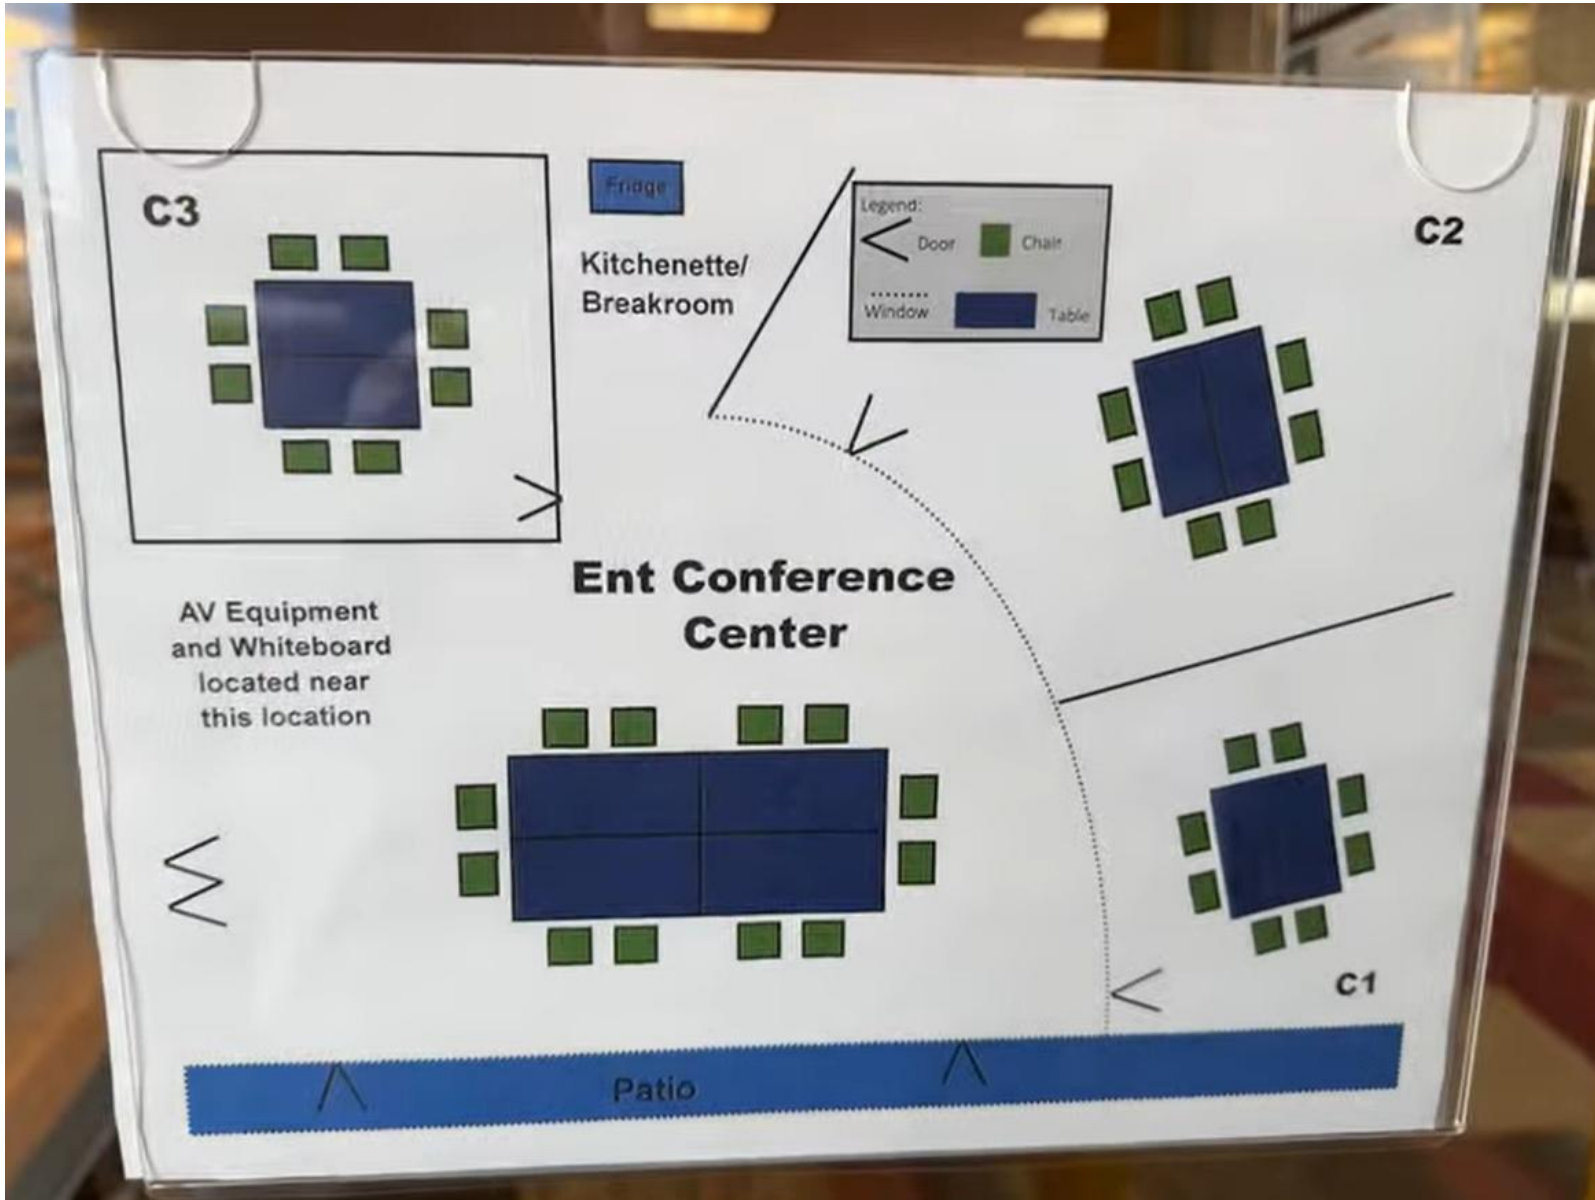 C3
Fridge
Kitchenette/
Breakroom
Legend:
Door
Chair
Window
Table
C2
Ent Conference
Center
AV Equipment
and Whiteboard
located near
this location
C1
Patio